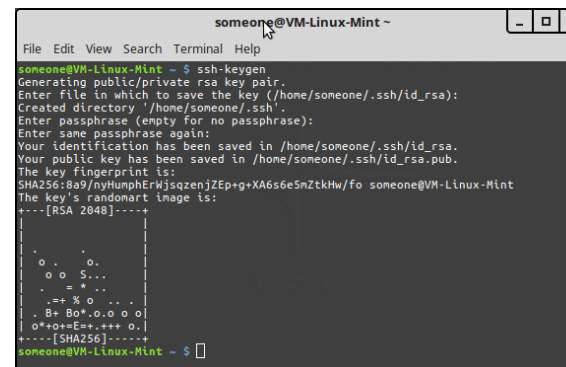 someone@VM-Linux-Mint ~
File Edit View Search Terminal Help
someone@VM-Linux-Mint ~ $ ssh-keygen
Generating public/private rsa key pair.
Enter file in which to save the key (/home/someone/.ssh/id_rsa):
Created directory '/home/someone/.ssh'.
Enter passphrase (empty for no passphrase):
Enter same passphrase again:
Your identification has been saved in /home/someone/.ssh/id_rsa.
Your public key has been saved in /home/someone/.ssh/id_rsa.pub.
The key fingerprint is:
SHA256:8a9/nyHumphErWjsqzenjZEp+g+XA6s6e5mZtkHw/fo someone@VM-Linux-Mint
The key's randomart image is:
+---[RSA 2048]----+
|                 |
|                 |
| .      .        |
|  o .    o.      |
|   o o  S...     |
|  .   = * ..     |
|   .=+ % o  .. . |
| . B+ Bo*.o.o o o|
| o*+o+=E=+.+++ o.|
+----[SHA256]-----+
someone@VM-Linux-Mint ~ $